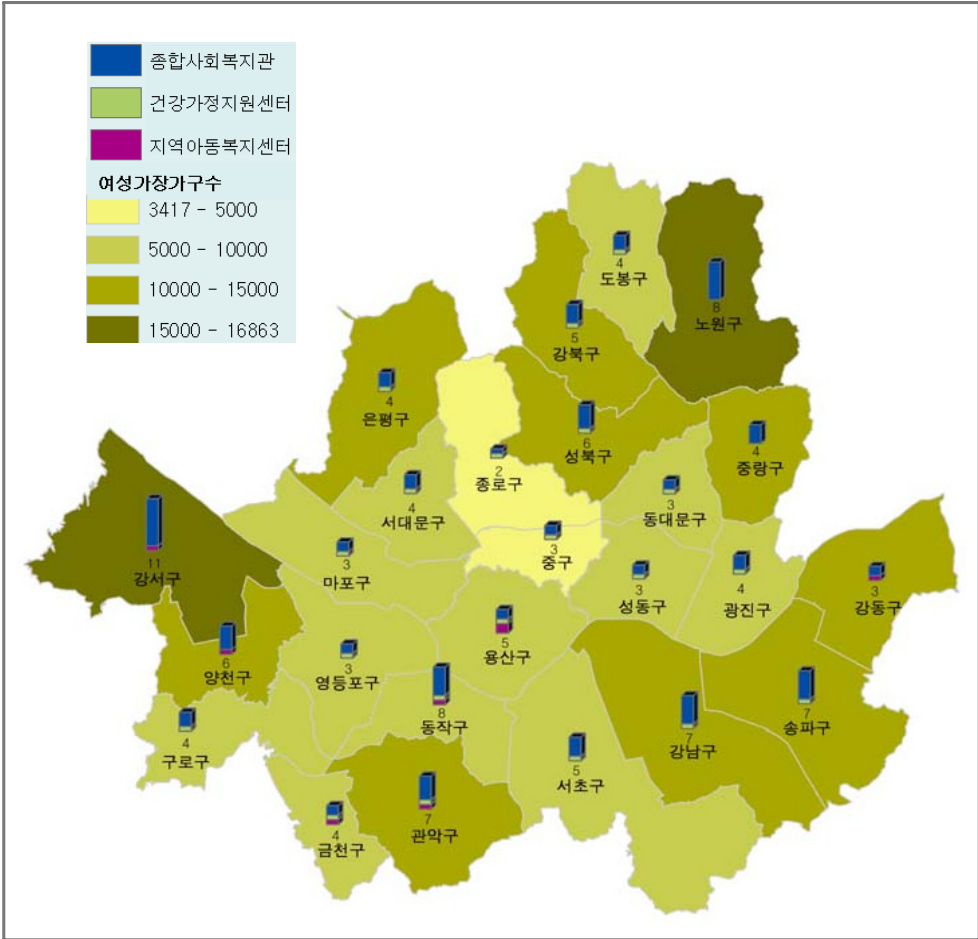 종합사회복지관
건강가정지원센터
지역아동복지센터
여성가장가구수
3417 - 5000
5000 - 10000
10000 - 15000
15000 - 16863
4
도봉구
8
노원구
5
강북구
4
은평구
6
성북구
4
중랑구
2
종로구
4
서대문구
3
동대문구
3
중구
3
마포구
11
강서구
3
성동구
4
광진구
3
강동구
6
양천구
3
영등포구
5
용산구
4
구로구
8
동작구
7
강남구
7
송파구
5
서초구
4
금천구
7
관악구